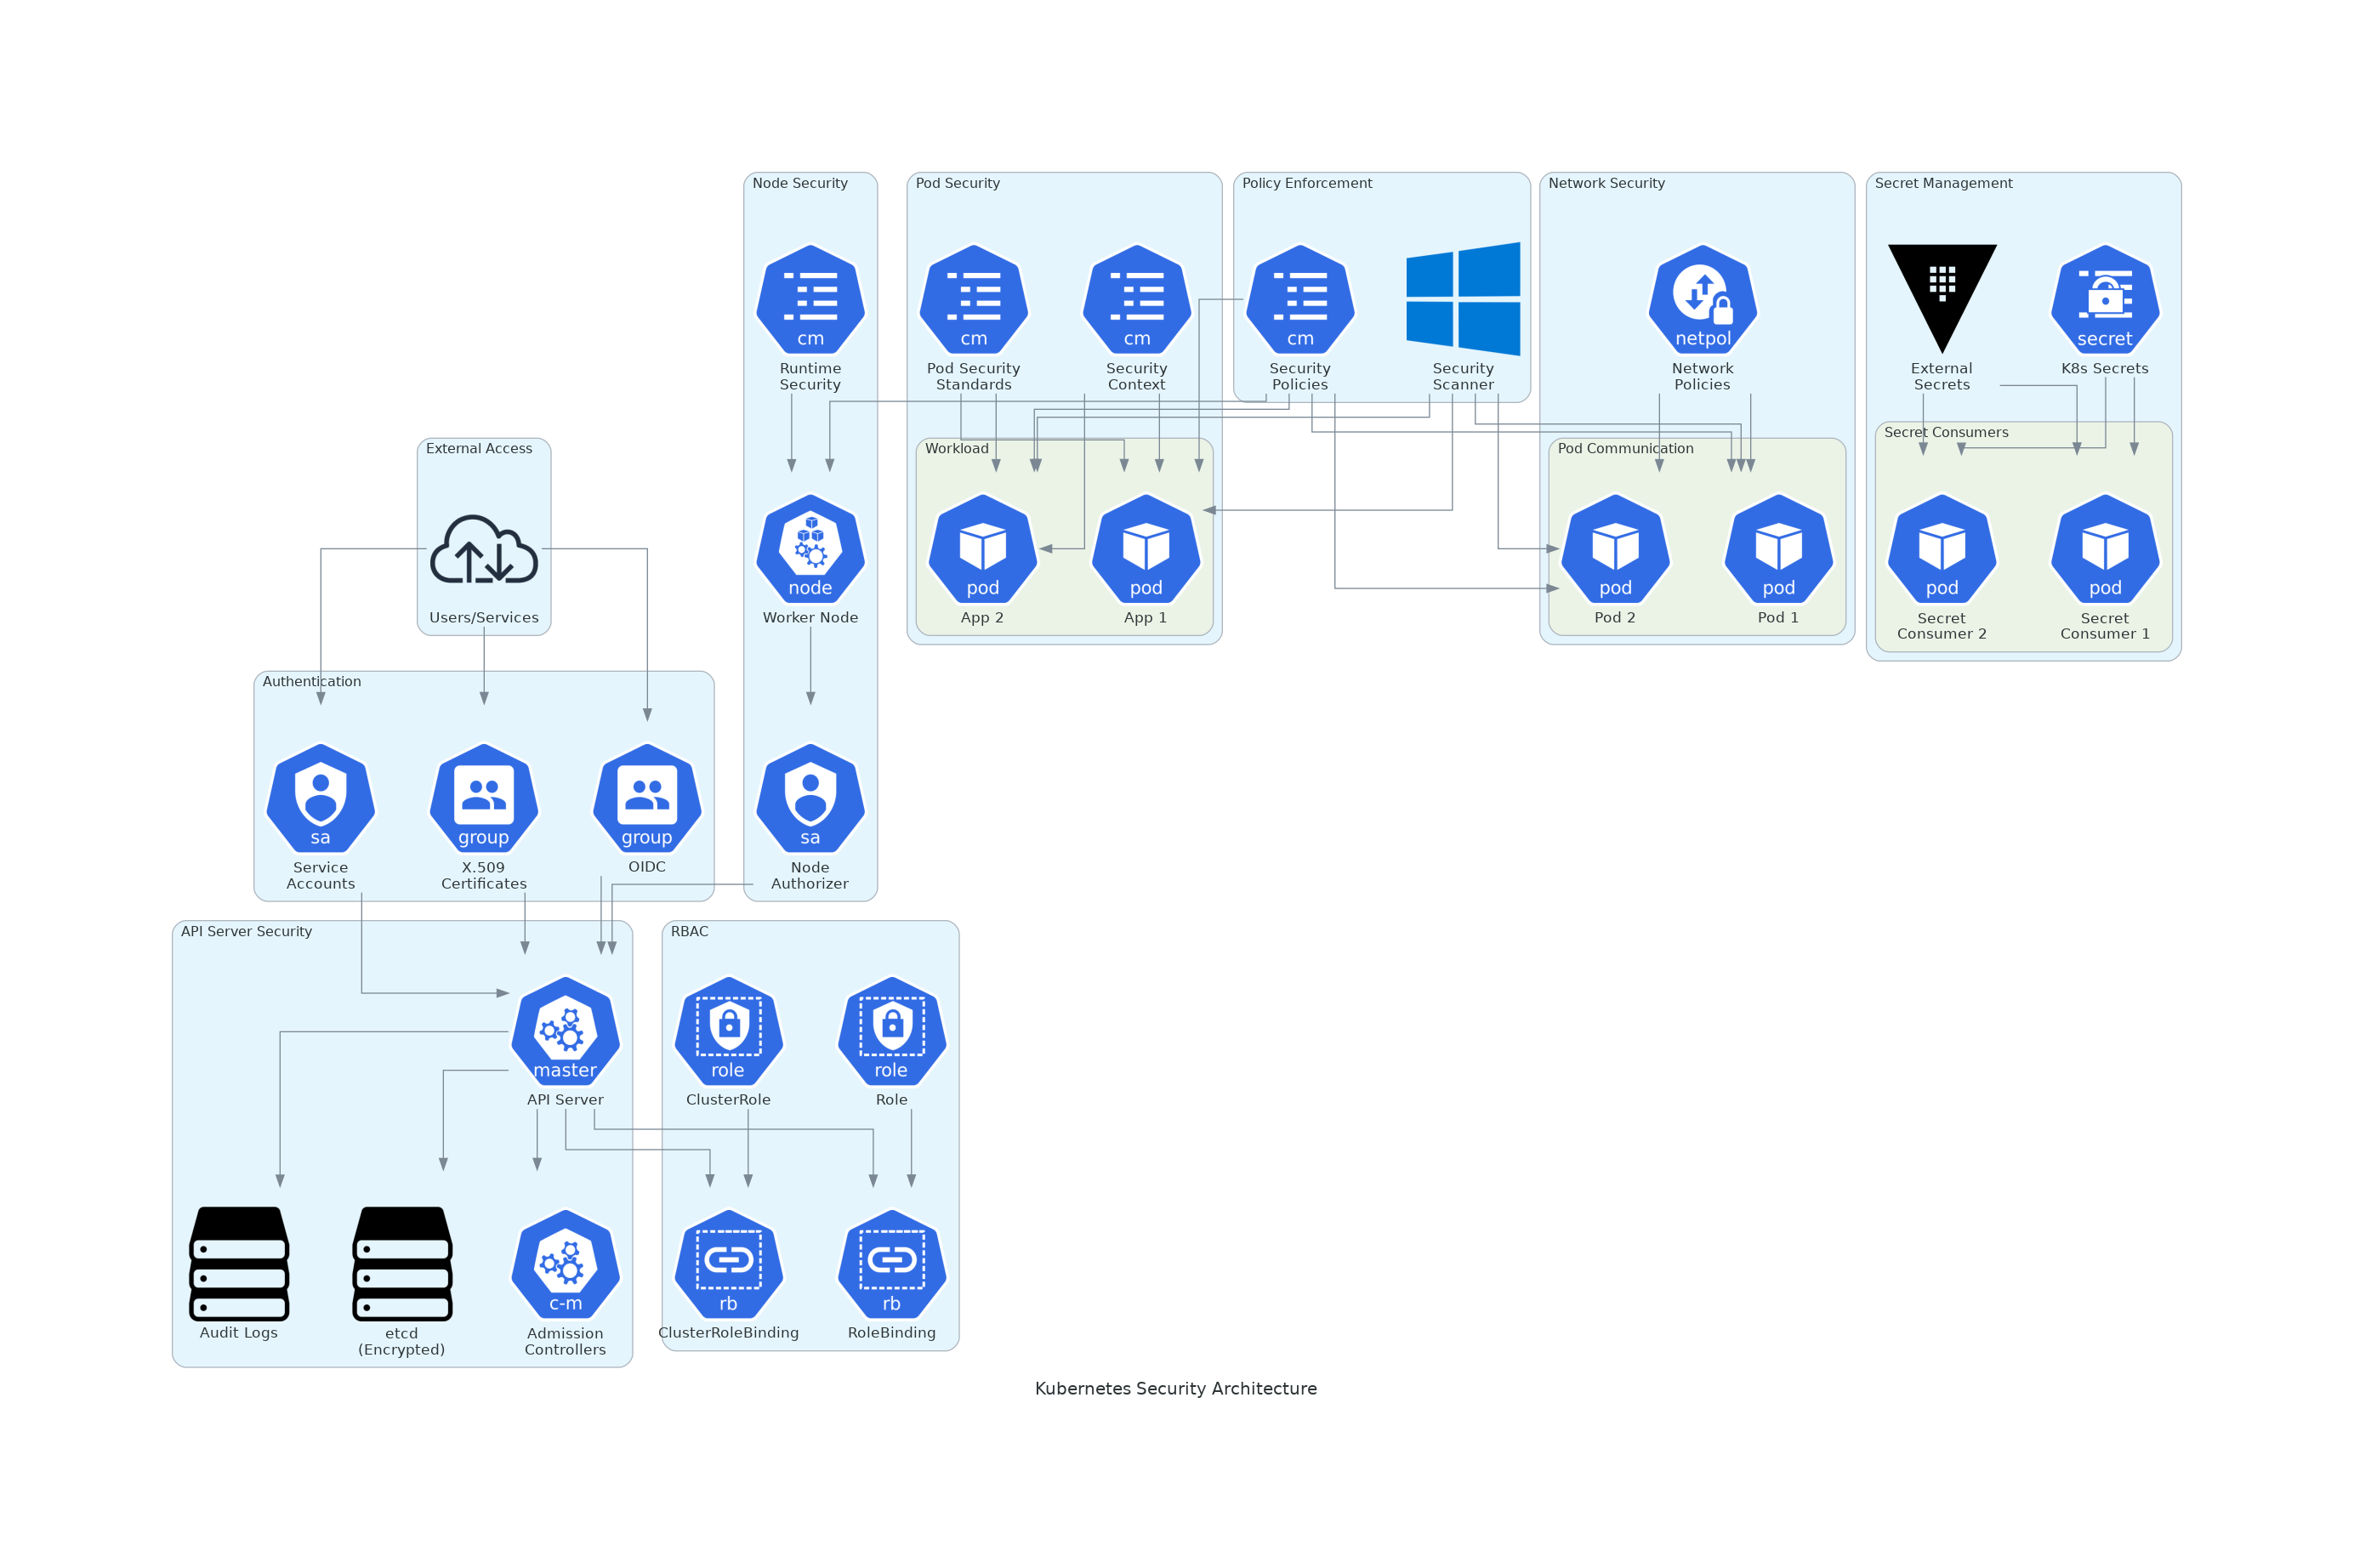 Node Security
Pod Security
Policy Enforcement
Network Security
Secret Management
cm
cm
cm
cm
netpol
secret
Runtime
Security
Pod Security
Standards
Security
Context
Security
Policies
Security
Scanner
Network
Policies
External
Secrets
K8s Secrets
External Access
Workload
Pod Communication
Secret Consumers
node
pod
pod
pod
pod
pod
pod
Users/Services
Worker Node
App 2
App 1
Pod 2
Pod 1
Secret
Consumer 2
Secret
Consumer 1
Authentication
sa
group
group
sa
Service
Accounts
X.509
Certificates
OIDC
Node
Authorizer
API Server Security
RBAC
master
role
role
API Server
ClusterRole
Role
c-m
rb
rb
Audit Logs
etcd
(Encrypted)
Admission
Controllers
ClusterRoleBinding
RoleBinding
Kubernetes Security Architecture